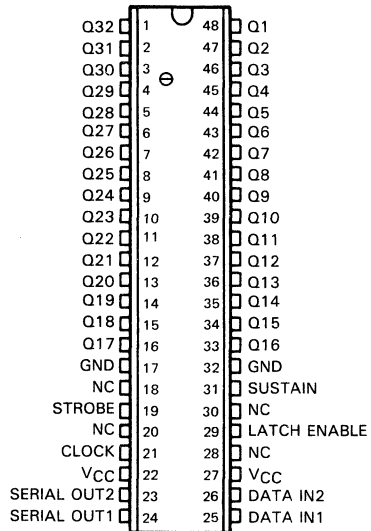 Q32 1 48 Q1
Q31 2 47 Q2
Q30 3 46 Q3
Q29 4 45 Q4
Q28 5 44 Q5
Q27 6 43 Q6
Q26 7 42 Q7
Q25 8 41 Q8
Q24 9 40 Q9
Q23 10 39 Q10
Q22 11 38 Q11
Q21 12 37 Q12
Q20 13 36 Q13
Q19 14 35 Q14
Q18 15 34 Q15
Q17 16 33 Q16
GND 17 32 GND
NC 18 31 SUSTAIN
STROBE 19 30 NC
NC 20 29 LATCH ENABLE
CLOCK 21 28 NC
VCC 22 27 VCC
SERIAL OUT2 23 26 DATA IN2
SERIAL OUT1 24 25 DATA IN1